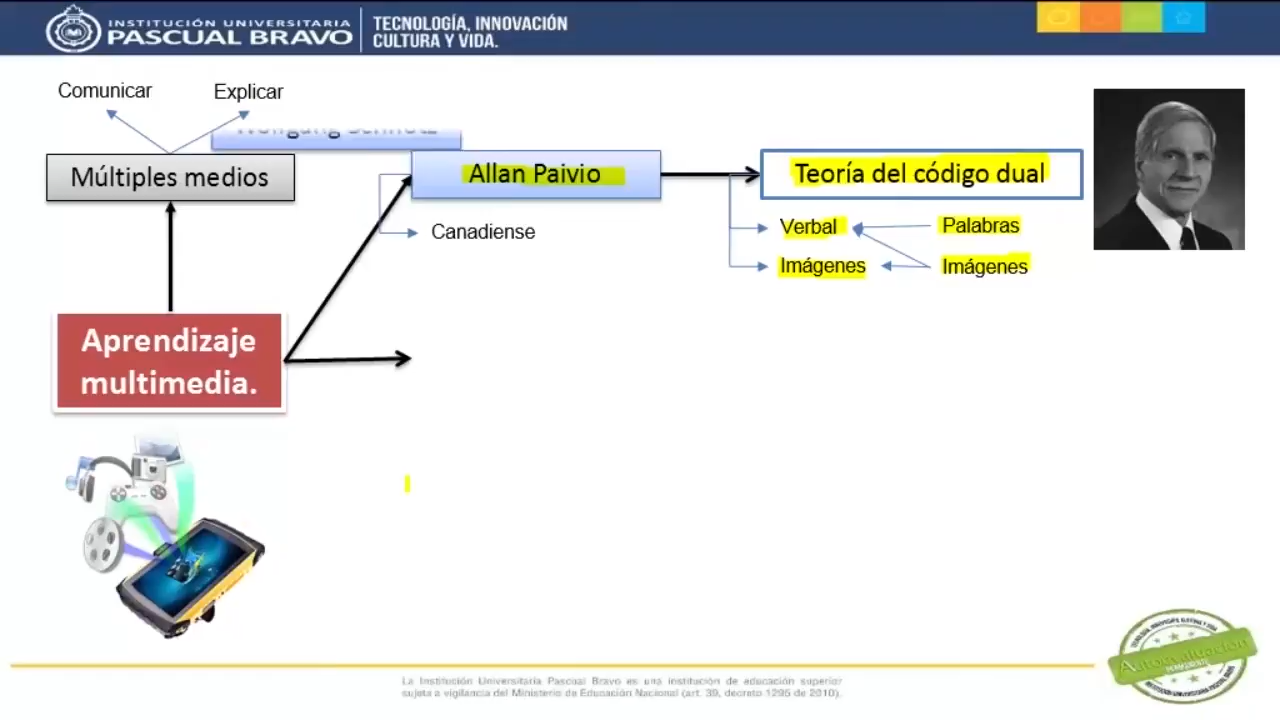 INSTITUCIÓN UNIVERSITARIA
PASCUAL BRAVO
TECNOLOGÍA, INNOVACIÓN
CULTURA Y VIDA.
Comunicar
Explicar
Múltiples medios
Allan Paivio
Teoría del código dual
Canadiense
Verbal
Palabras
Imágenes
Imágenes
Aprendizaje
multimedia.
Autoevaluación
La Institución Universitaria Pascual Bravo es una institución de educación superior
sujeta a vigilancia del Ministerio de Educación Nacional (art. 39, decreto 1295 de 2010).